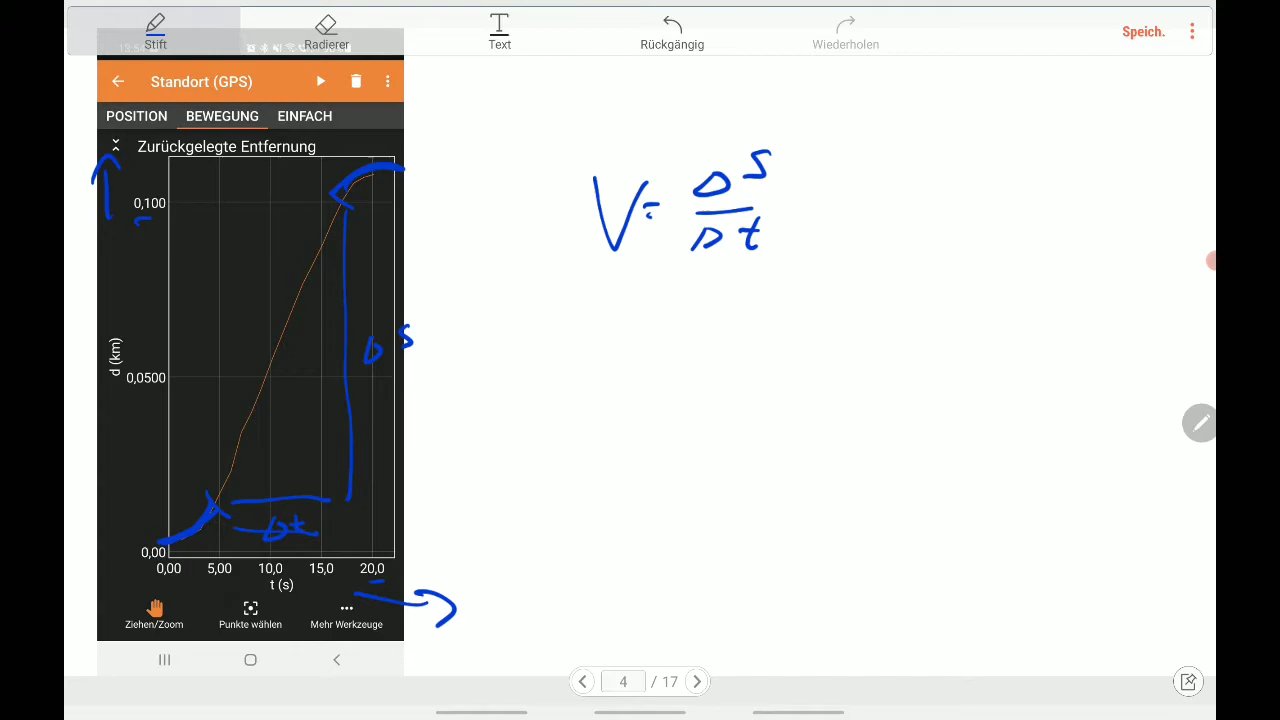 Stift
Radierer
Text
Rückgängig
Wiederholen
Speich.
Standort (GPS)
POSITION BEWEGUNG EINFACH
Zurückgelegte Entfernung
0,100
0,0500
0,00
d (km)
0,00 5,00 10,0 15,0 20,0
t (s)
Δs
Δt
V = Δs
Δt
Ziehen/Zoom
Punkte wählen
Mehr Werkzeuge
4 / 17